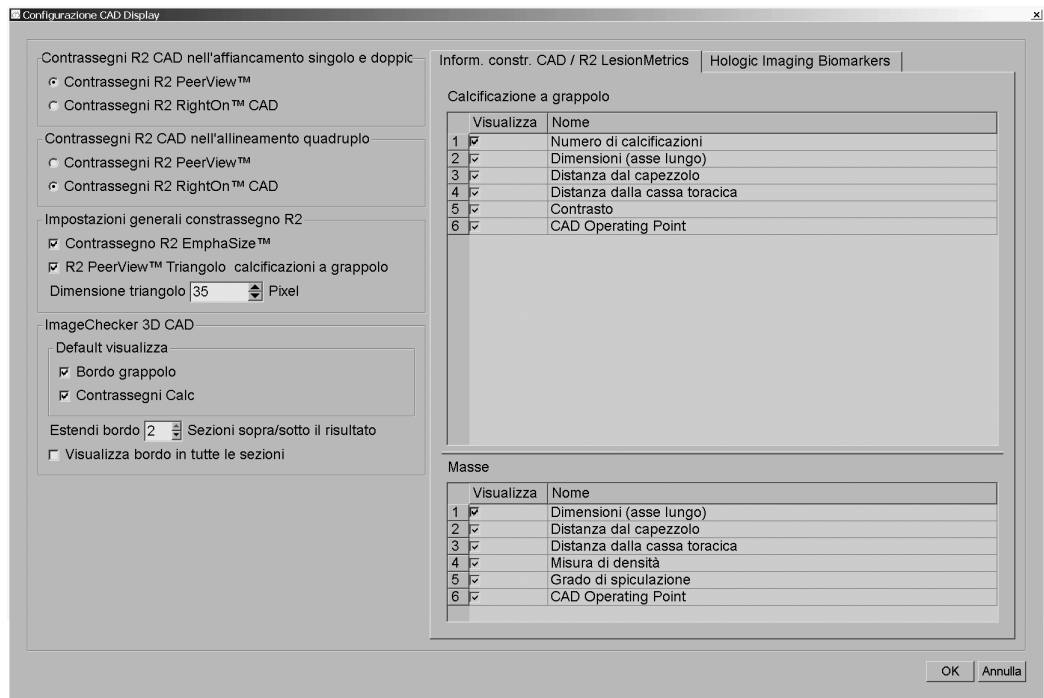 Configurazione CAD Display
Contrassegni R2 CAD nell'affiancamento singolo e doppic
Contrassegni R2 PeerView™
Contrassegni R2 RightOn™ CAD
Contrassegni R2 CAD nell'allineamento quadruplo
Contrassegni R2 PeerView™
Contrassegni R2 RightOn™ CAD
Impostazioni generali constrassegno R2
Contrassegno R2 EmphaSize™
R2 PeerView™ Triangolo calcificazioni a grappolo
Dimensione triangolo 35 Pixel
ImageChecker 3D CAD
Default visualizza
Bordo grappolo
Contrassegni Calc
Estendi bordo 2 Sezioni sopra/sotto il risultato
Visualizza bordo in tutte le sezioni
Inform. constr. CAD / R2 LesionMetrics
Hologic Imaging Biomarkers
Calcificazione a grappolo
Visualizza Nome
1 Numero di calcificazioni
2 Dimensioni (asse lungo)
3 Distanza dal capezzolo
4 Distanza dalla cassa toracica
5 Contrasto
6 CAD Operating Point
Masse
Visualizza Nome
1 Dimensioni (asse lungo)
2 Distanza dal capezzolo
3 Distanza dalla cassa toracica
4 Misura di densità
5 Grado di spiculazione
6 CAD Operating Point
OK Annulla